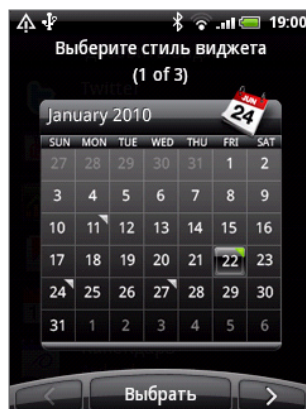 19:00
Выберите стиль виджета
(1 of 3)
January 2010
JUN
24
SUN MON TUE WED THU FRI SAT
27 28 29 30 31 1 2
3 4 5 6 7 8 9
10 11 12 13 14 15 16
17 18 19 20 21 22 23
24 25 26 27 28 29 30
31 1 2 3 4 5 6
Выбрать